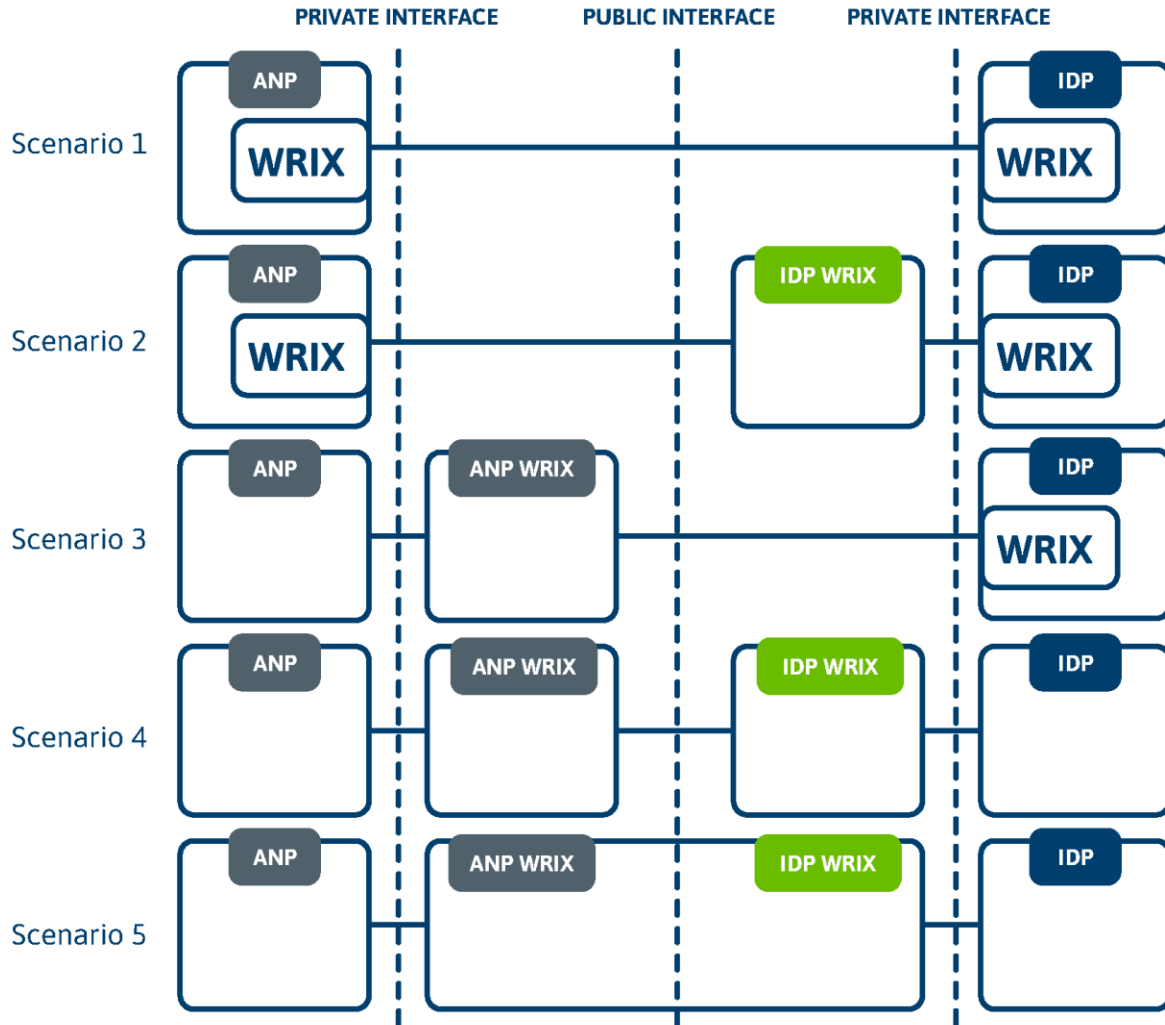 PRIVATE INTERFACE PUBLIC INTERFACE PRIVATE INTERFACE
ANP IDP
Scenario 1 WRIX WRIX
ANP IDP WRIX IDP
Scenario 2 WRIX WRIX
ANP ANP WRIX IDP
Scenario 3 WRIX
ANP ANP WRIX IDP WRIX IDP
Scenario 4
ANP ANP WRIX IDP WRIX IDP
Scenario 5